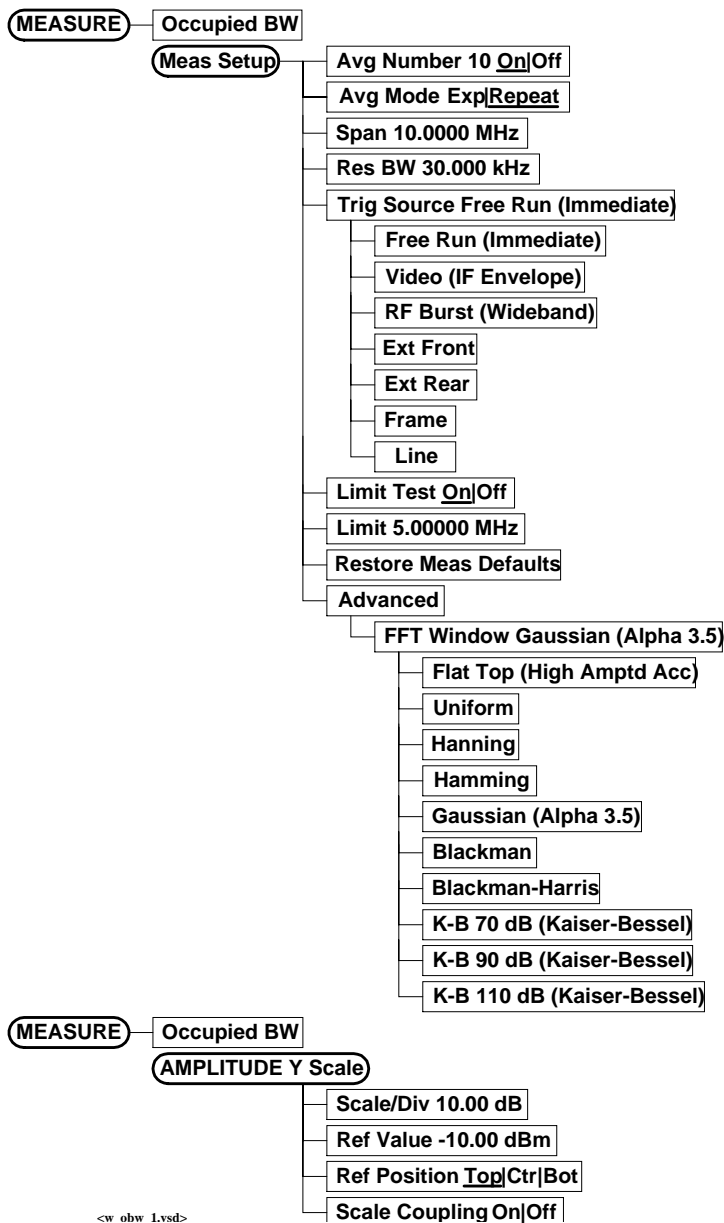 MEASURE Occupied BW
Meas Setup Avg Number 10 On|Off
Avg Mode Exp|Repeat
Span 10.0000 MHz
Res BW 30.000 kHz
Trig Source Free Run (Immediate)
Free Run (Immediate)
Video (IF Envelope)
RF Burst (Wideband)
Ext Front
Ext Rear
Frame
Line
Limit Test On|Off
Limit 5.00000 MHz
Restore Meas Defaults
Advanced
FFT Window Gaussian (Alpha 3.5)
Flat Top (High Amptd Acc)
Uniform
Hanning
Hamming
Gaussian (Alpha 3.5)
Blackman
Blackman-Harris
K-B 70 dB (Kaiser-Bessel)
K-B 90 dB (Kaiser-Bessel)
K-B 110 dB (Kaiser-Bessel)
MEASURE Occupied BW
AMPLITUDE Y Scale
Scale/Div 10.00 dB
Ref Value -10.00 dBm
Ref Position Top|Ctr|Bot
Scale Coupling On|Off
<w_obw_1.vsd>